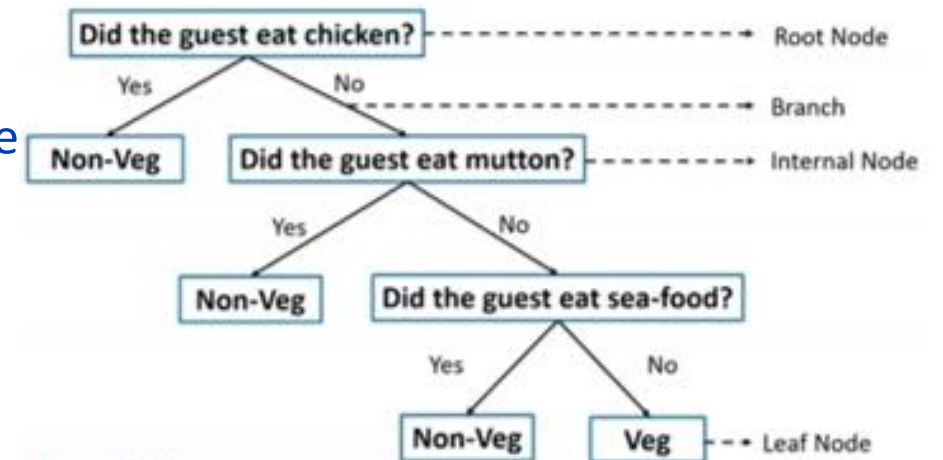 Did the guest eat chicken? Root Node
Yes No
Branch
e
Non-Veg Did the guest eat mutton? Internal Node
Yes No
Non-Veg Did the guest eat sea-food?
Yes No
Non-Veg Veg Leaf Node